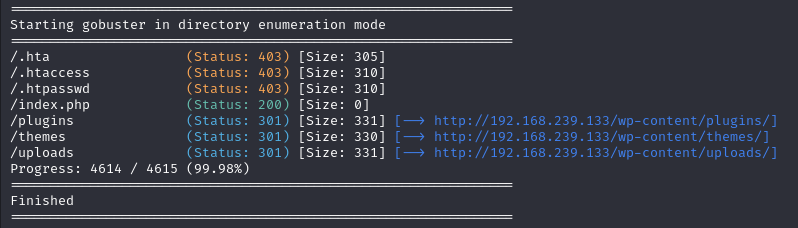 ===============================================================
Starting gobuster in directory enumeration mode
===============================================================
/.hta                 (Status: 403) [Size: 305]
/.htaccess            (Status: 403) [Size: 310]
/.htpasswd            (Status: 403) [Size: 310]
/index.php            (Status: 200) [Size: 0]
/plugins              (Status: 301) [Size: 331] [--> http://192.168.239.133/wp-content/plugins/]
/themes               (Status: 301) [Size: 330] [--> http://192.168.239.133/wp-content/themes/]
/uploads              (Status: 301) [Size: 331] [--> http://192.168.239.133/wp-content/uploads/]
Progress: 4614 / 4615 (99.98%)
===============================================================
Finished
===============================================================